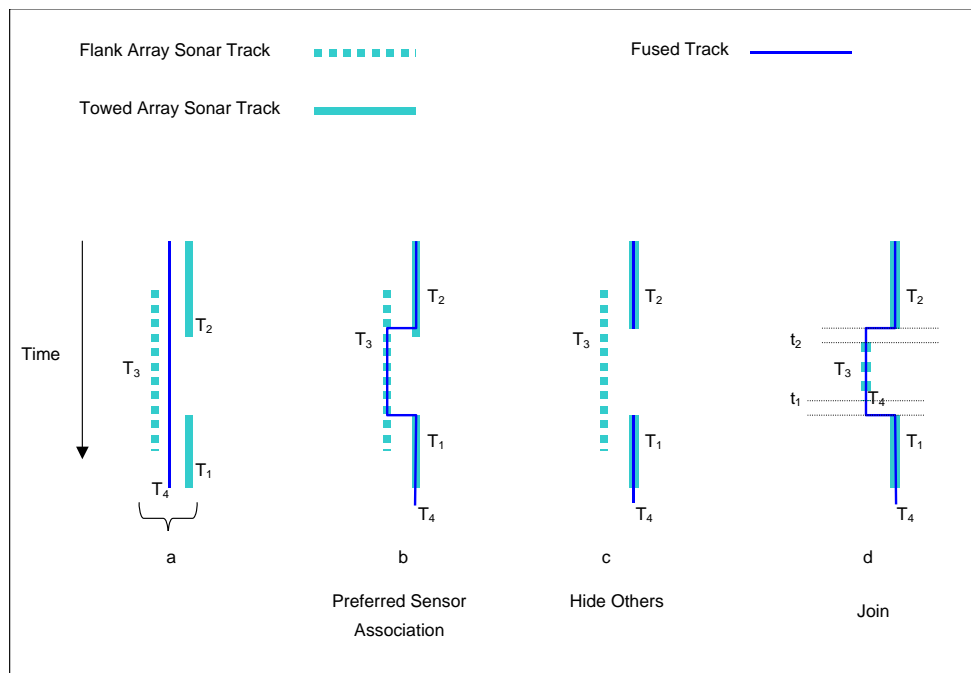 Flank Array Sonar Track
Fused Track
Towed Array Sonar Track
Time
T3
T2
T1
T4
a
T2
T3
T1
T4
b
Preferred Sensor
Association
T2
T3
T1
T4
c
Hide Others
T2
t2
T3
t1
T4
T1
T4
d
Join